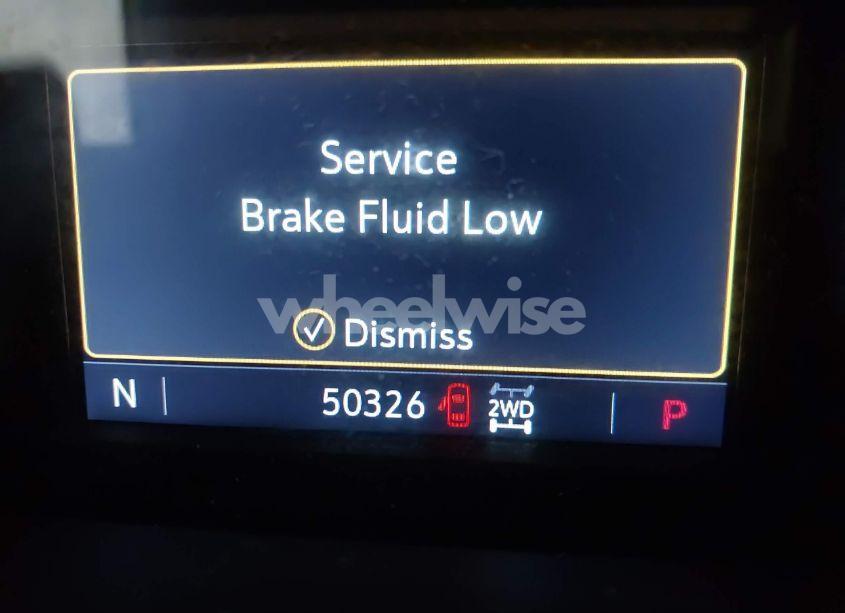 Service
Brake Fluid Low
wheelwise
Dismiss
N 50326 2WD P